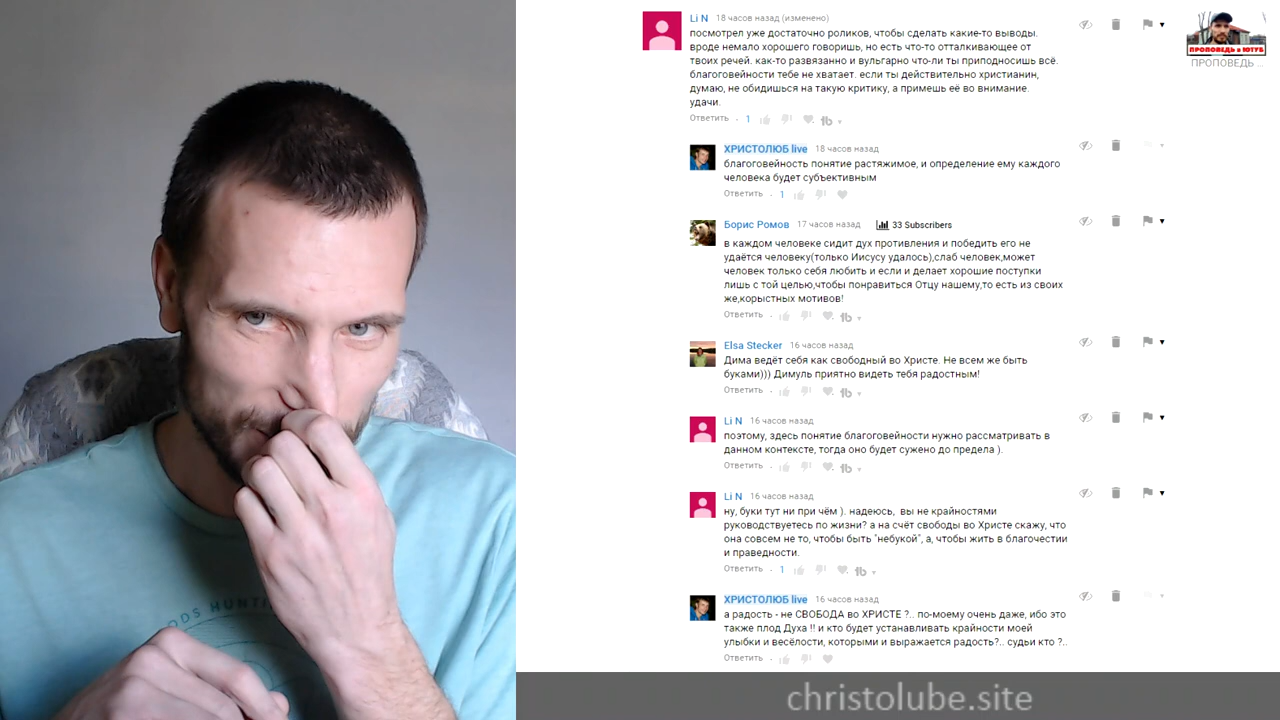 Li N 18 часов назад (изменено)
посмотрел уже достаточно роликов, чтобы сделать какие-то выводы.
вроде немало хорошего говоришь, но есть что-то отталкивающее от
твоих речей. как-то развязанно и вульгарно что-ли ты приподносишь всё.
благоговейности тебе не хватает. если ты действительно христианин,
думаю, не обидишься на такую критику, а примешь её во внимание.
удачи.
Ответить · 1
ПРОПОВЕДЬ в ЮТУБ
ПРОПОВЕДЬ ...
ХРИСТОЛЮБ live 18 часов назад
благоговейность понятие растяжимое, и определение ему каждого
человека будет субъективным
Ответить · 1
Борис Ромов 17 часов назад 33 Subscribers
в каждом человеке сидит дух противления и победить его не
удаётся человеку(только Иисусу удалось),слаб человек,может
человек только себя любить и если и делает хорошие поступки
лишь с той целью,чтобы понравиться Отцу нашему,то есть из своих
же,корыстных мотивов!
Ответить ·
Elsa Stecker 16 часов назад
Дима ведёт себя как свободный во Христе. Не всем же быть
буками))) Димуль приятно видеть тебя радостным!
Ответить ·
Li N 16 часов назад
поэтому, здесь понятие благоговейности нужно рассматривать в
данном контексте, тогда оно будет сужено до предела ).
Ответить ·
Li N 16 часов назад
ну, буки тут ни при чём ). надеюсь, вы не крайностями
руководствуетесь по жизни? а на счёт свободы во Христе скажу, что
она совсем не то, чтобы быть "небукой", а, чтобы жить в благочестии
и праведности.
Ответить · 1
ХРИСТОЛЮБ live 16 часов назад
а радость - не СВОБОДА во ХРИСТЕ ?.. по-моему очень даже, ибо это
также плод Духа !! и кто будет устанавливать крайности моей
улыбки и весёлости, которыми и выражается радость?.. судьи кто ?..
Ответить ·
christolube.site